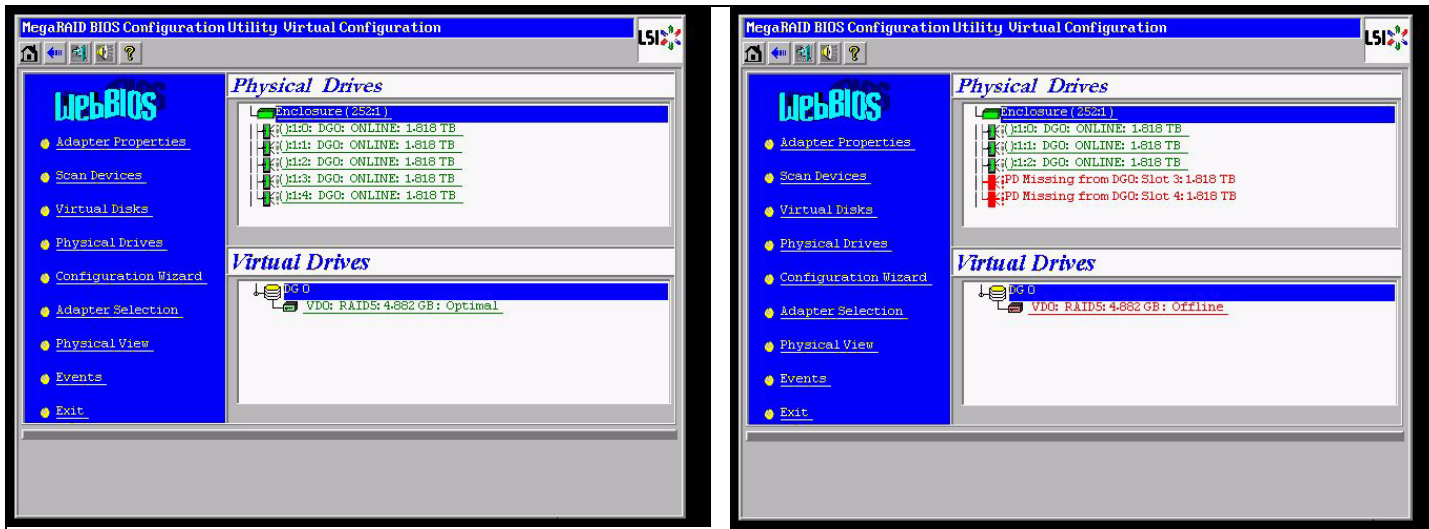 MegaRAID BIOS Configuration Utility Virtual Configuration
LSI
WebBIOS
Adapter Properties
Scan Devices
Virtual Disks
Physical Drives
Configuration Wizard
Adapter Selection
Physical View
Events
Exit
Physical Drives
Enclosure (252:1)
():1:0: DG0: ONLINE: 1.818 TB
():1:1: DG0: ONLINE: 1.818 TB
():1:2: DG0: ONLINE: 1.818 TB
():1:3: DG0: ONLINE: 1.818 TB
():1:4: DG0: ONLINE: 1.818 TB
Virtual Drives
DG 0
VD0: RAID5: 4.882 GB : Optimal
MegaRAID BIOS Configuration Utility Virtual Configuration
LSI
WebBIOS
Adapter Properties
Scan Devices
Virtual Disks
Physical Drives
Configuration Wizard
Adapter Selection
Physical View
Events
Exit
Physical Drives
Enclosure (252:1)
():1:0: DG0: ONLINE: 1.818 TB
():1:1: DG0: ONLINE: 1.818 TB
():1:2: DG0: ONLINE: 1.818 TB
PD Missing from DG0: Slot 3: 1.818 TB
PD Missing from DG0: Slot 4: 1.818 TB
Virtual Drives
DG 0
VD0: RAID5: 4.882 GB : Offline